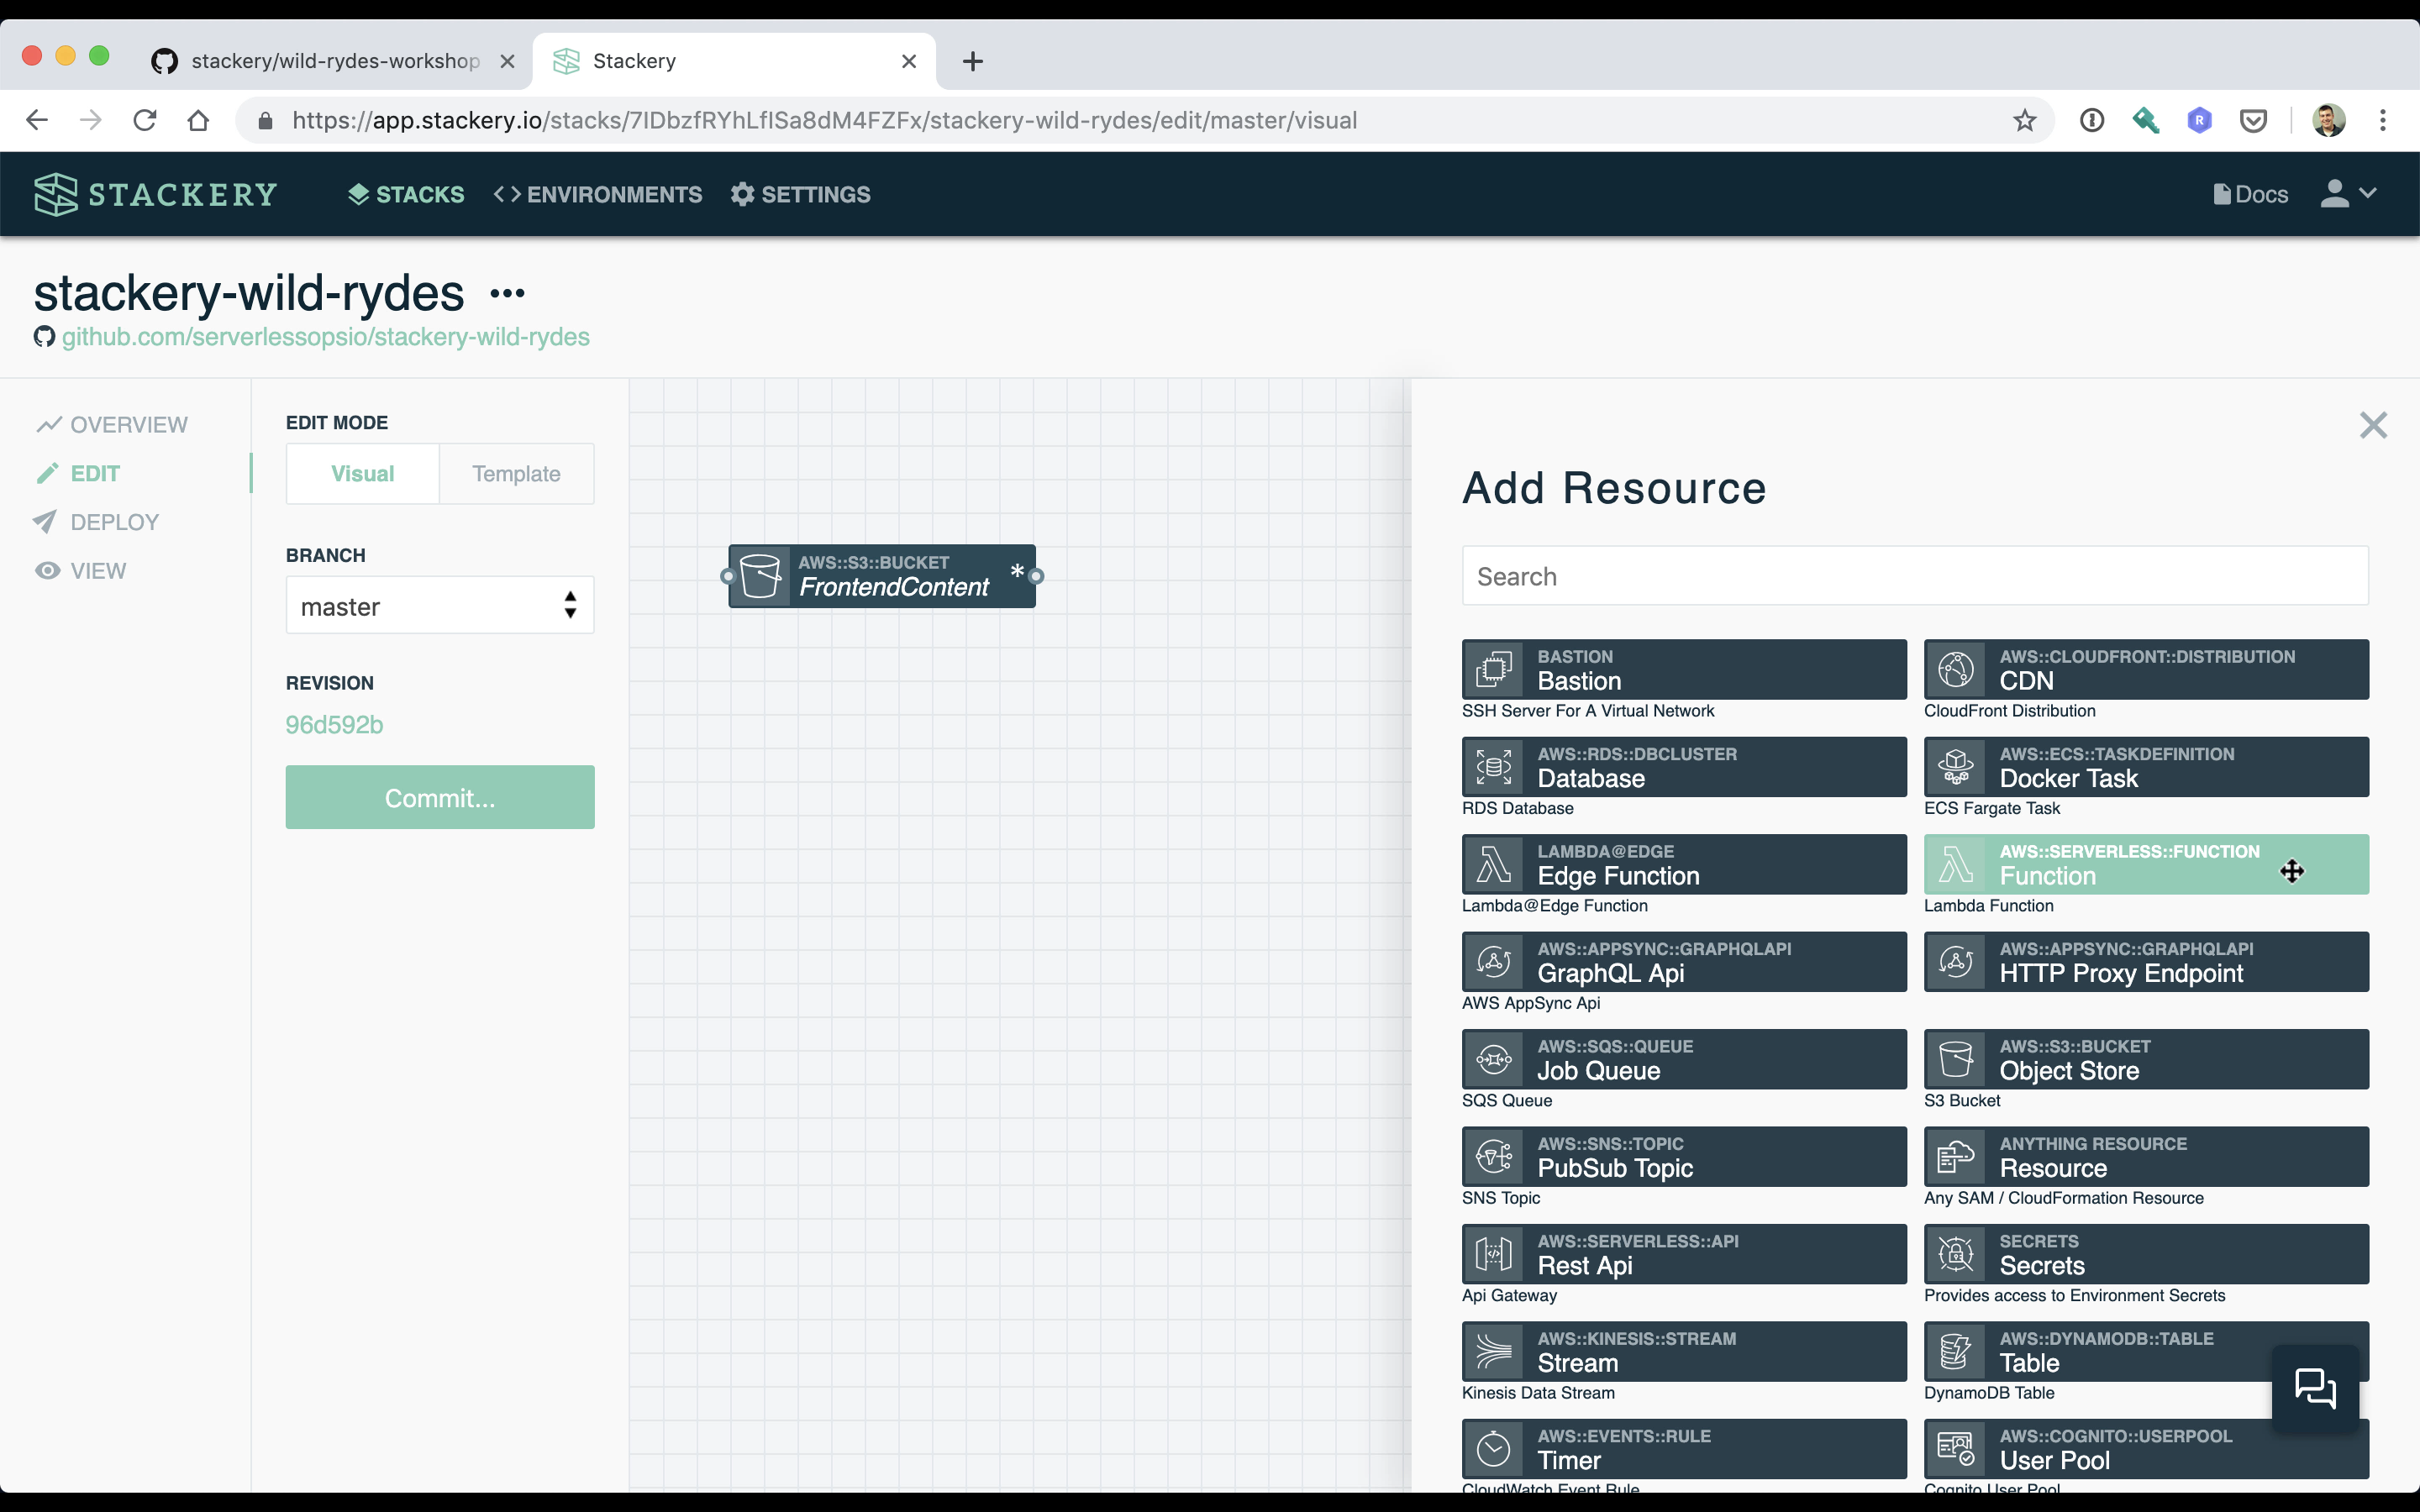 stackery/wild-rydes-workshop
Stackery
https://app.stackery.io/stacks/7IDbzfRYhLfISa8dM4FZFx/stackery-wild-rydes/edit/master/visual
STACKERY
STACKS
ENVIRONMENTS
SETTINGS
Docs
stackery-wild-rydes •••
github.com/serverlessopsio/stackery-wild-rydes
OVERVIEW
EDIT
DEPLOY
VIEW
EDIT MODE
Visual
Template
BRANCH
master
REVISION
96d592b
Commit...
AWS::S3::BUCKET
FrontendContent *
Add Resource
Search
BASTION
Bastion
SSH Server For A Virtual Network
AWS::CLOUDFRONT::DISTRIBUTION
CDN
CloudFront Distribution
AWS::RDS::DBCLUSTER
Database
RDS Database
AWS::ECS::TASKDEFINITION
Docker Task
ECS Fargate Task
LAMBDA@EDGE
Edge Function
Lambda@Edge Function
AWS::SERVERLESS::FUNCTION
Function
Lambda Function
AWS::APPSYNC::GRAPHQLAPI
GraphQL Api
AWS AppSync Api
AWS::APPSYNC::GRAPHQLAPI
HTTP Proxy Endpoint
AWS::SQS::QUEUE
Job Queue
SQS Queue
AWS::S3::BUCKET
Object Store
S3 Bucket
AWS::SNS::TOPIC
PubSub Topic
SNS Topic
ANYTHING RESOURCE
Resource
Any SAM / CloudFormation Resource
AWS::SERVERLESS::API
Rest Api
Api Gateway
SECRETS
Secrets
Provides access to Environment Secrets
AWS::KINESIS::STREAM
Stream
Kinesis Data Stream
AWS::DYNAMODB::TABLE
Table
DynamoDB Table
AWS::EVENTS::RULE
Timer
CloudWatch Event Rule
AWS::COGNITO::USERPOOL
User Pool
Cognito User Pool